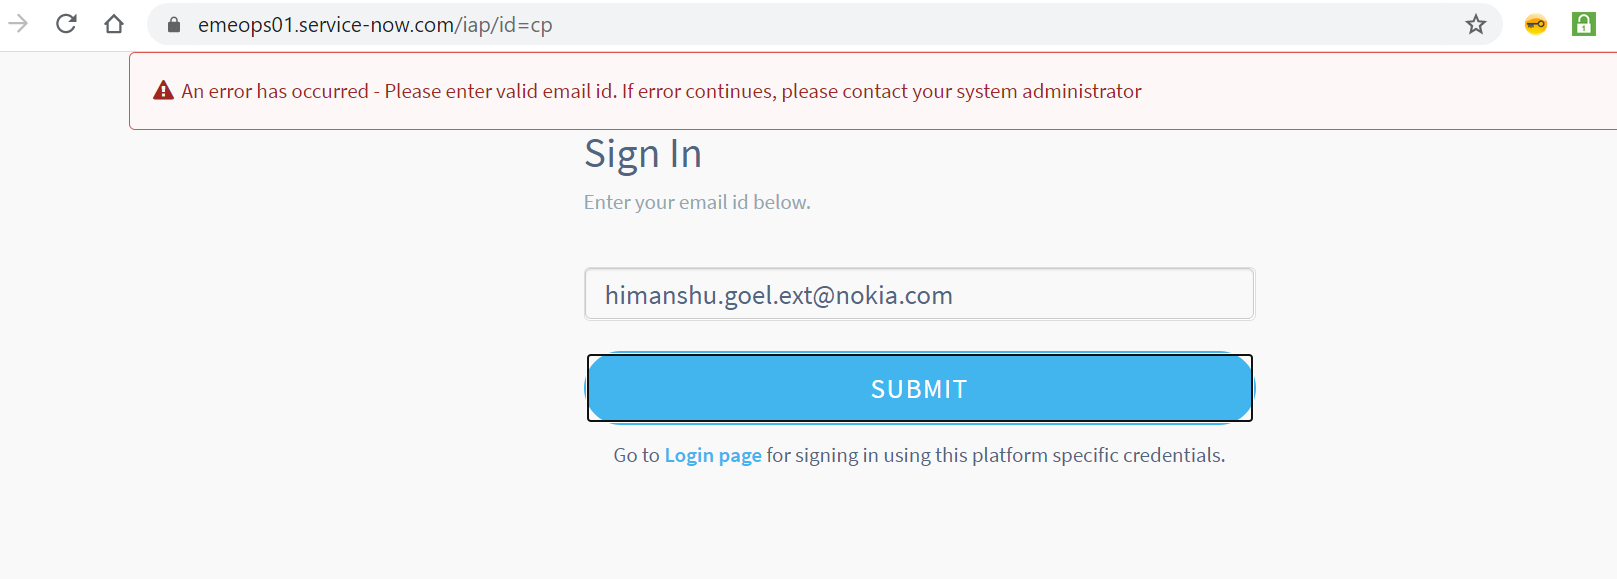 emeops01.service-now.com/iap/id=cp
An error has occurred - Please enter valid email id. If error continues, please contact your system administrator
Sign In
Enter your email id below.
himanshu.goel.ext@nokia.com
SUBMIT
Go to Login page for signing in using this platform specific credentials.